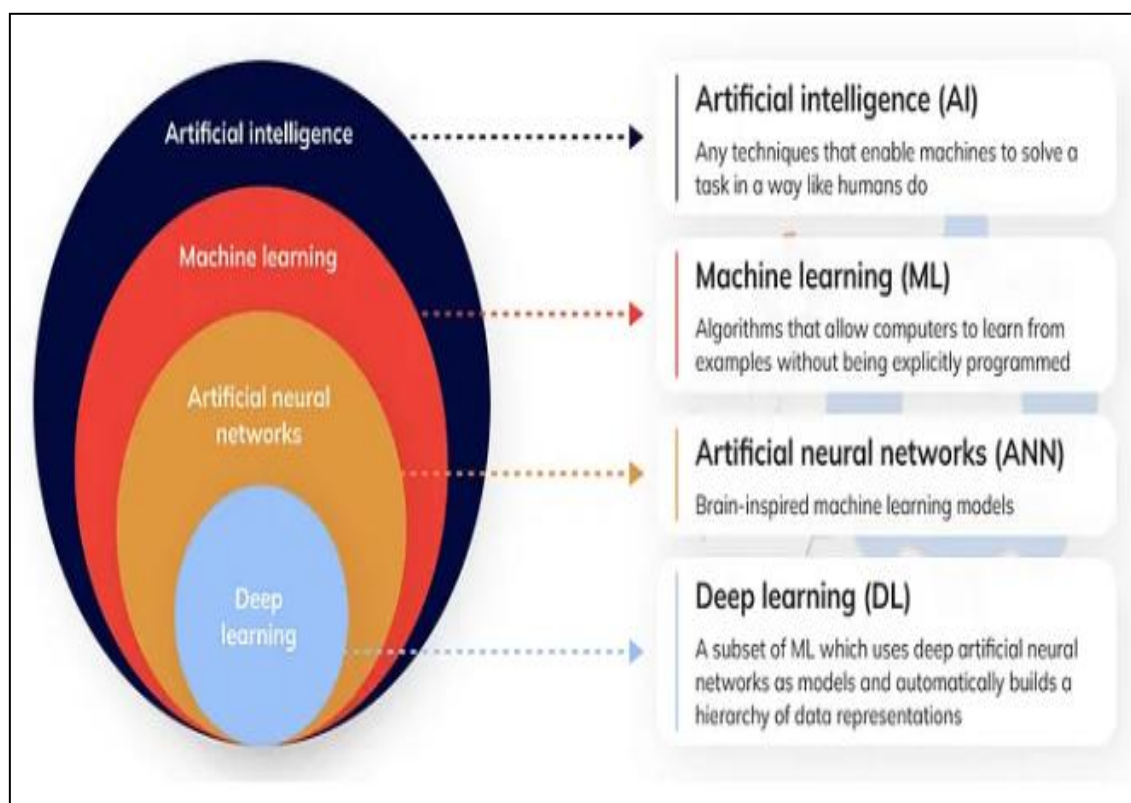 Artificial intelligence
Machine learning
Artificial neural
networks
Deep
learning
Artificial intelligence (AI)
Any techniques that enable machines to solve a
task in a way like humans do
Machine learning (ML)
Algorithms that allow computers to learn from
examples without being explicitly programmed
Artificial neural networks (ANN)
Brain-inspired machine learning models
Deep learning (DL)
A subset of ML which uses deep artificial neural
networks as models and automatically builds a
hierarchy of data representations